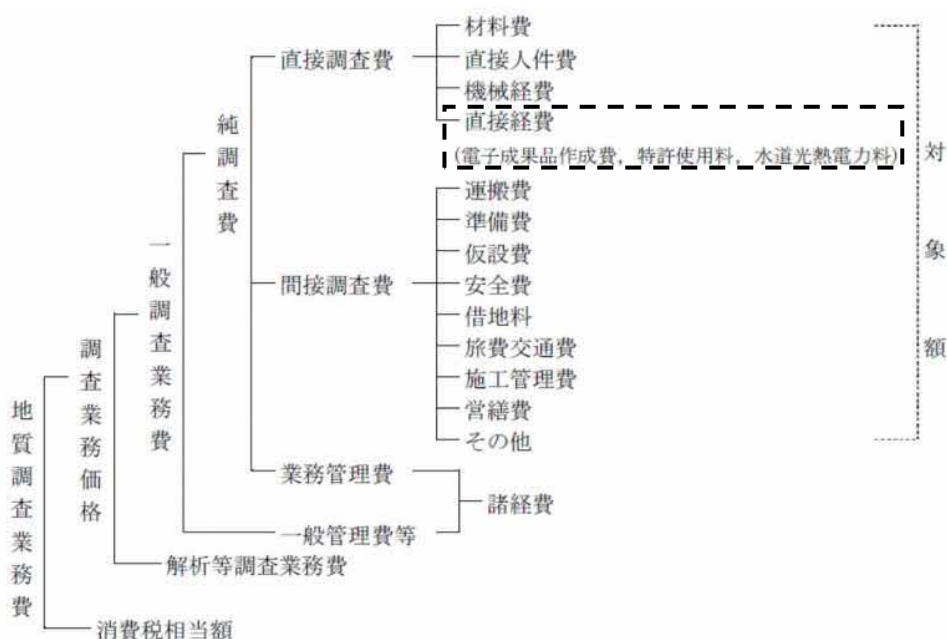 地質調査業務費
調査業務価格
一般調査業務費
純調査費
直接調査費
材料費
直接人件費
機械経費
直接経費
(電子成果品作成費，特許使用料，水道光熱電力料)
間接調査費
運搬費
準備費
仮設費
安全費
借地料
旅費交通費
施工管理費
営繕費
その他
業務管理費
一般管理費等
諸経費
解析等調査業務費
消費税相当額
対象額